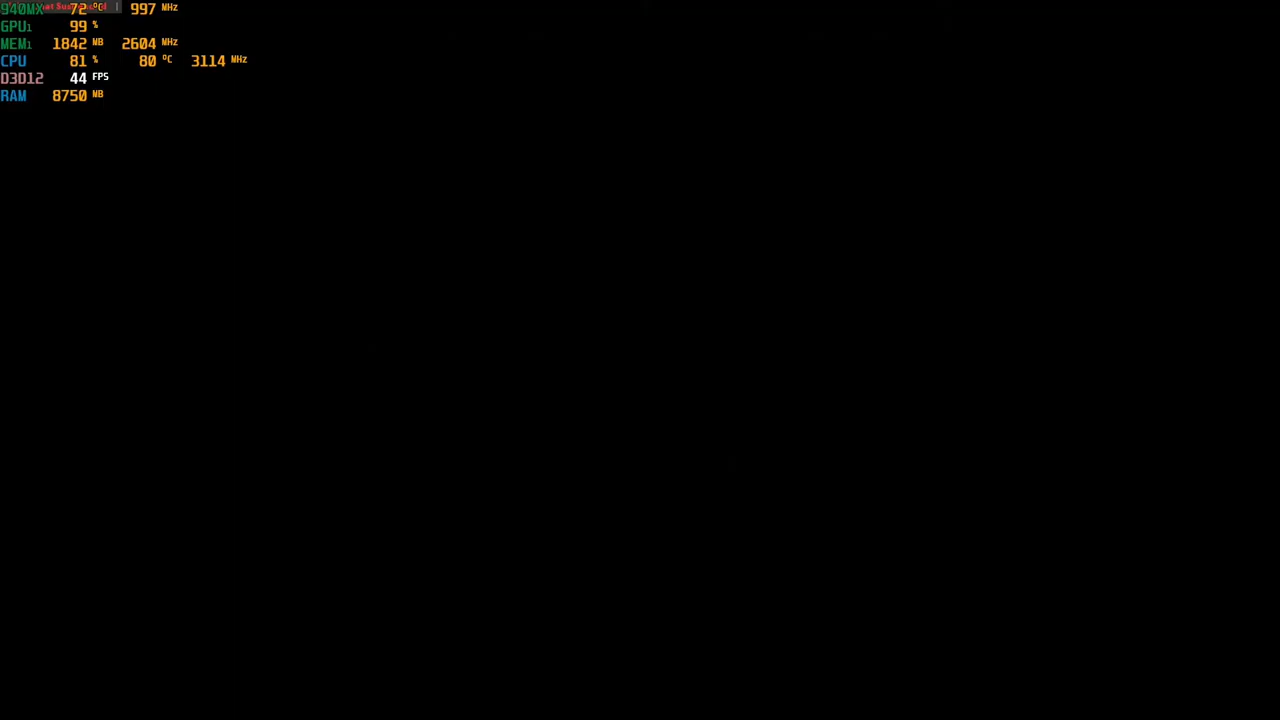 940MX 72 °C 997 MHz
GPU1 99 %
MEM1 1842 MB 2604 MHz
CPU 81 % 80 °C 3114 MHz
D3D12 44 FPS
RAM 8750 MB